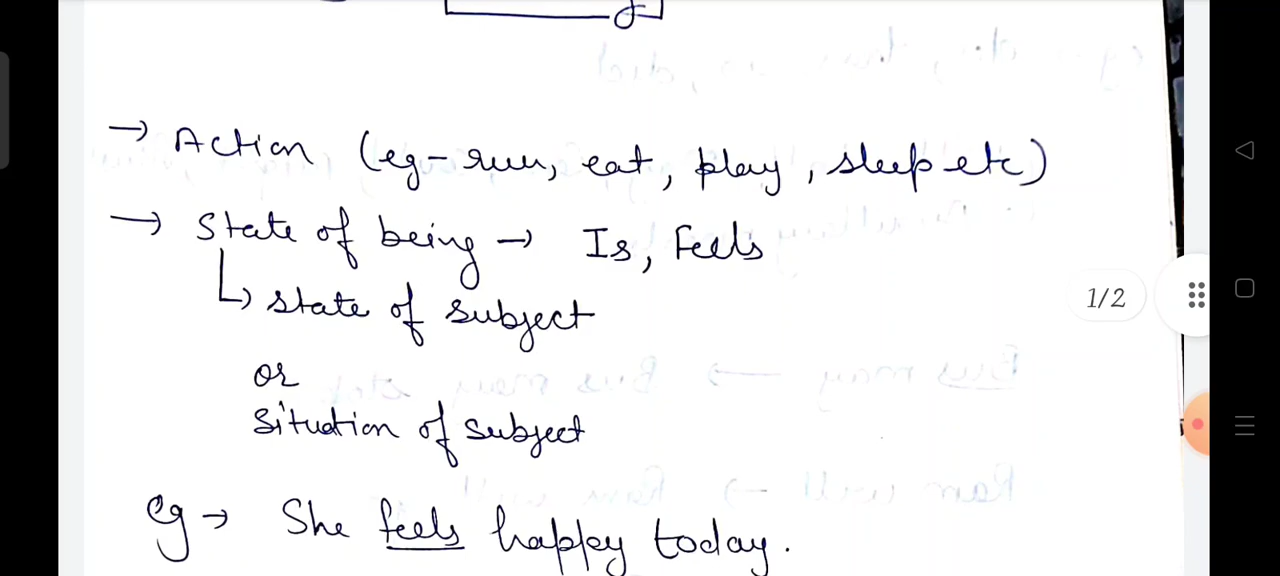 → Action (eg- run, eat, play, sleep etc)
→ State of being → Is, Feels
↳ state of subject
or
situation of subject
eg → She feels happy today.
1/2